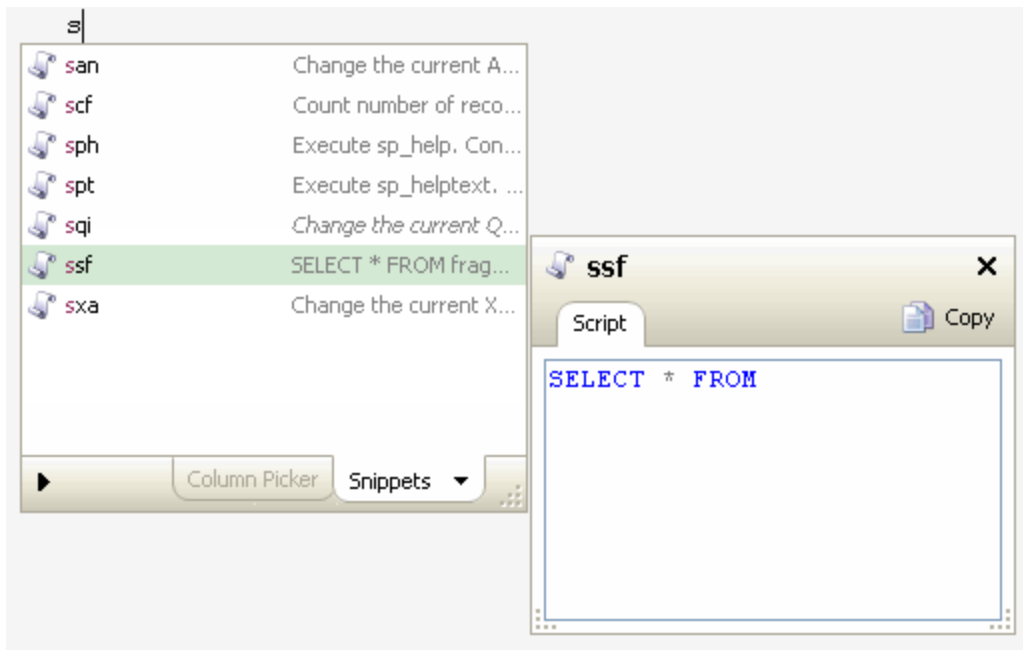 s
san Change the current A...
scf Count number of reco...
sph Execute sp_help. Con...
spt Execute sp_helptext. ...
sqi Change the current Q...
ssf SELECT * FROM frag...
sxa Change the current X...
Column Picker Snippets
ssf
Script Copy
SELECT * FROM